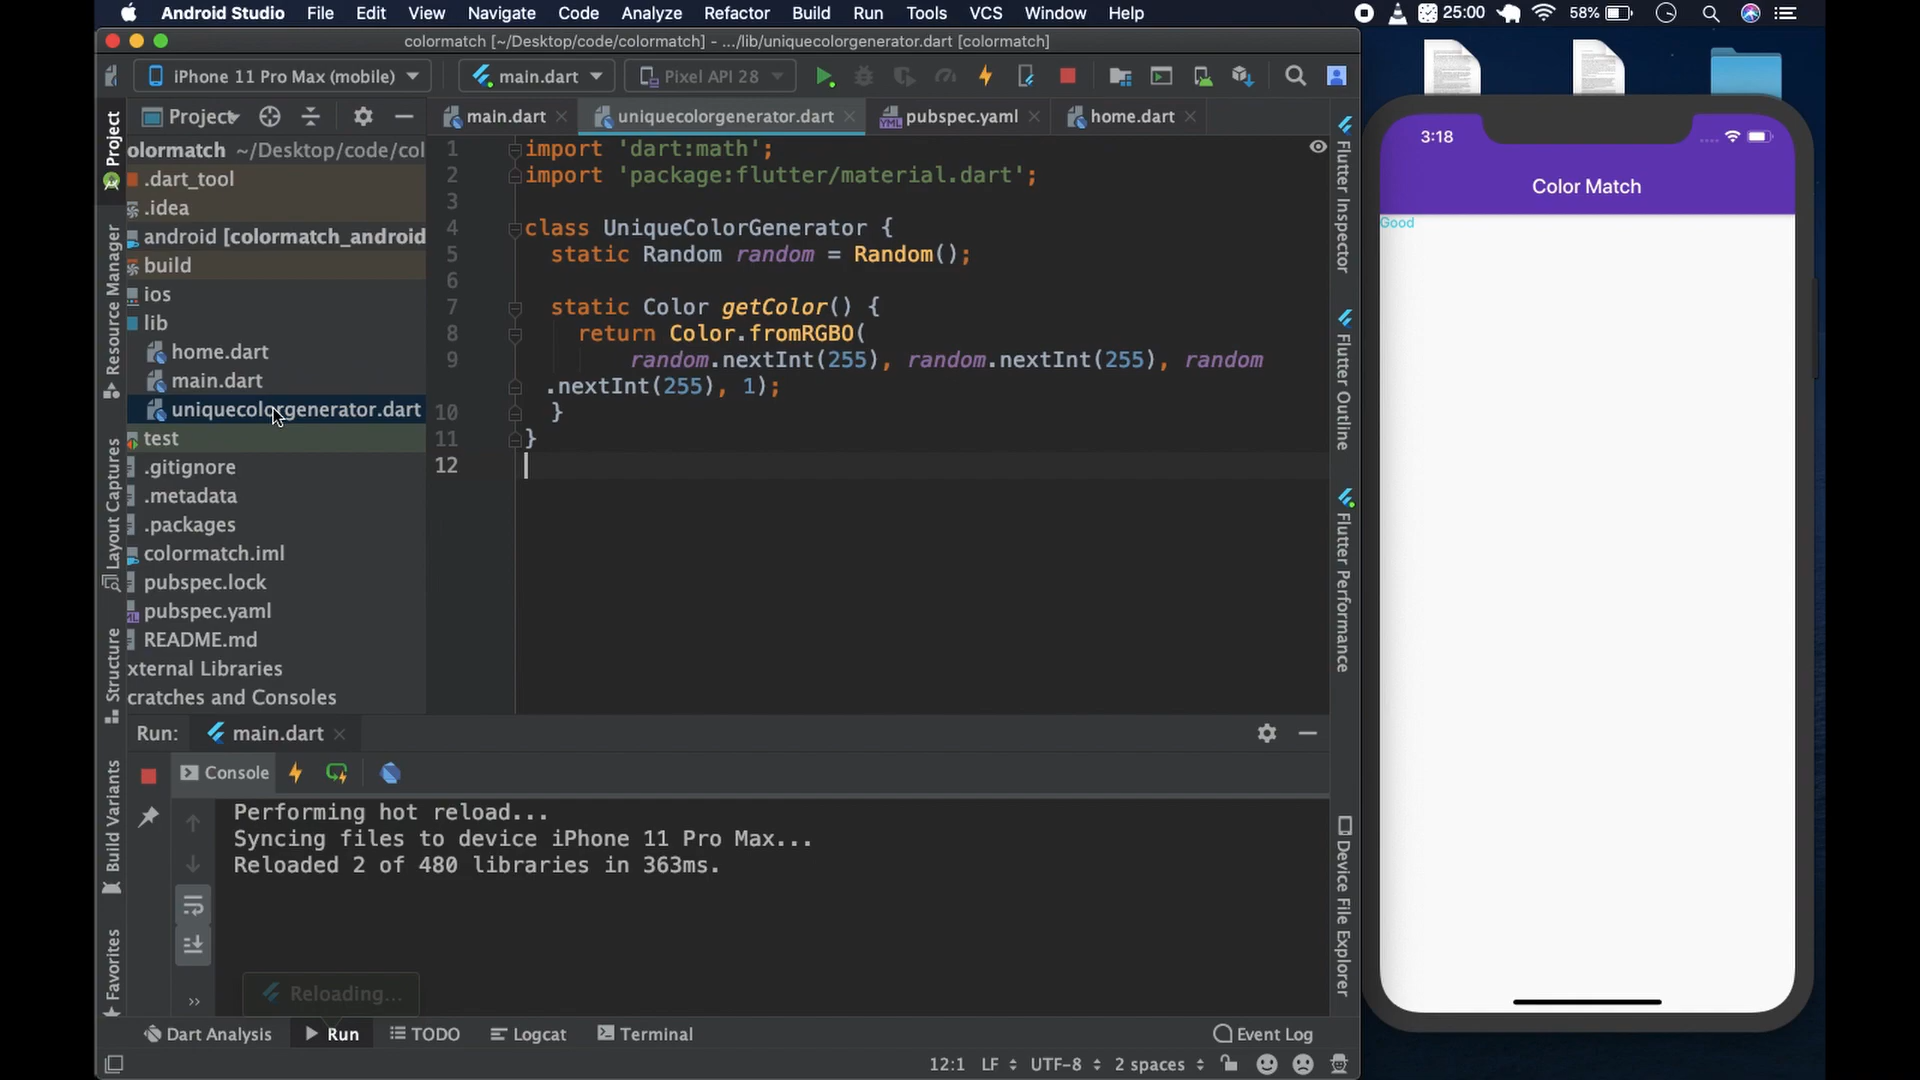 Android Studio File Edit View Navigate Code Analyze Refactor Build Run Tools VCS Window Help 25:00 58%
colormatch [~/Desktop/code/colormatch] - .../lib/uniquecolorgenerator.dart [colormatch]
iPhone 11 Pro Max (mobile) main.dart Pixel API 28
Project main.dart uniquecolorgenerator.dart pubspec.yaml home.dart
olormatch ~/Desktop/code/col
.dart_tool
.idea
android [colormatch_android
build
ios
lib
home.dart
main.dart
uniquecolorgenerator.dart
test
.gitignore
.metadata
.packages
colormatch.iml
pubspec.lock
pubspec.yaml
README.md
xternal Libraries
cratches and Consoles
Project
Resource Manager
Layout Captures
Structure
Build Variants
Favorites
1 import 'dart:math';
2 import 'package:flutter/material.dart';
3
4 class UniqueColorGenerator {
5 static Random random = Random();
6
7 static Color getColor() {
8 return Color.fromRGBO(
9 random.nextInt(255), random.nextInt(255), random
.nextInt(255), 1);
10 }
11 }
12
Flutter Inspector
Flutter Outline
Flutter Performance
Device File Explorer
Run: main.dart
Console
Performing hot reload...
Syncing files to device iPhone 11 Pro Max...
Reloaded 2 of 480 libraries in 363ms.
»
Reloading...
Dart Analysis Run TODO Logcat Terminal Event Log
12:1 LF UTF-8 2 spaces
3:18
Color Match
Good